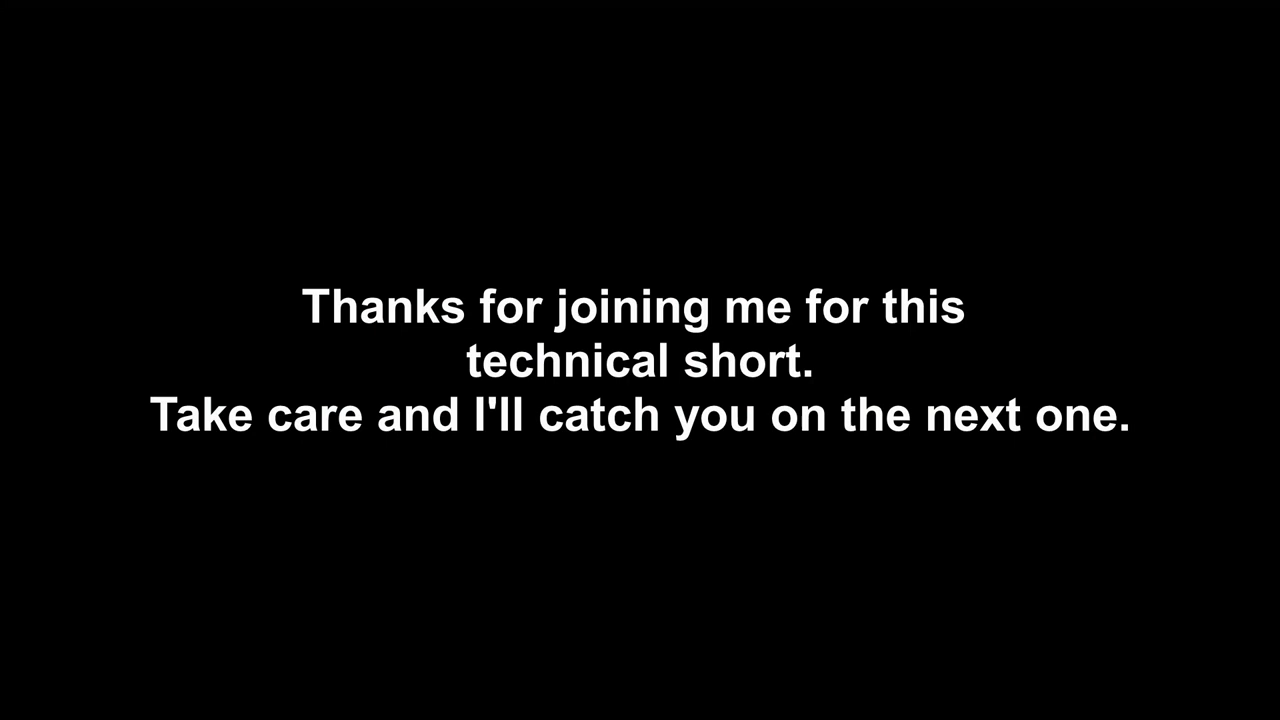 Thanks for joining me for this
technical short.
Take care and I'll catch you on the next one.